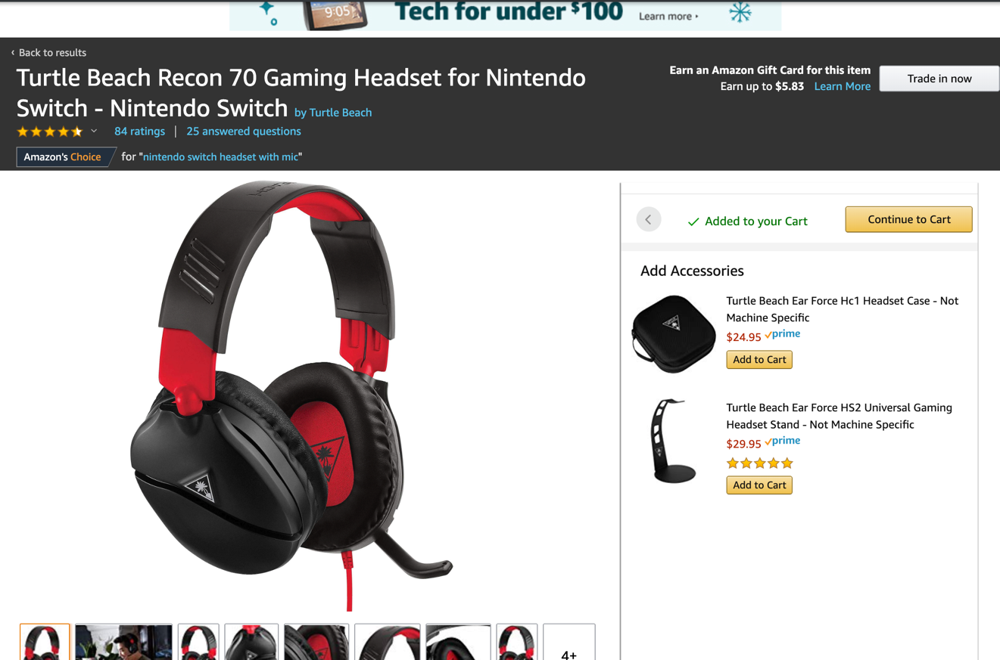 9:05
Tech for under $100
Learn more ›
‹ Back to results
Turtle Beach Recon 70 Gaming Headset for Nintendo
Switch - Nintendo Switch by Turtle Beach
84 ratings | 25 answered questions
Amazon's Choice for "nintendo switch headset with mic"
Earn an Amazon Gift Card for this item
Earn up to $5.83 Learn More
Trade in now
Added to your Cart
Continue to Cart
Add Accessories
Turtle Beach Ear Force Hc1 Headset Case - Not
Machine Specific
$24.95 prime
Add to Cart
Turtle Beach Ear Force HS2 Universal Gaming
Headset Stand - Not Machine Specific
$29.95 prime
Add to Cart
4+